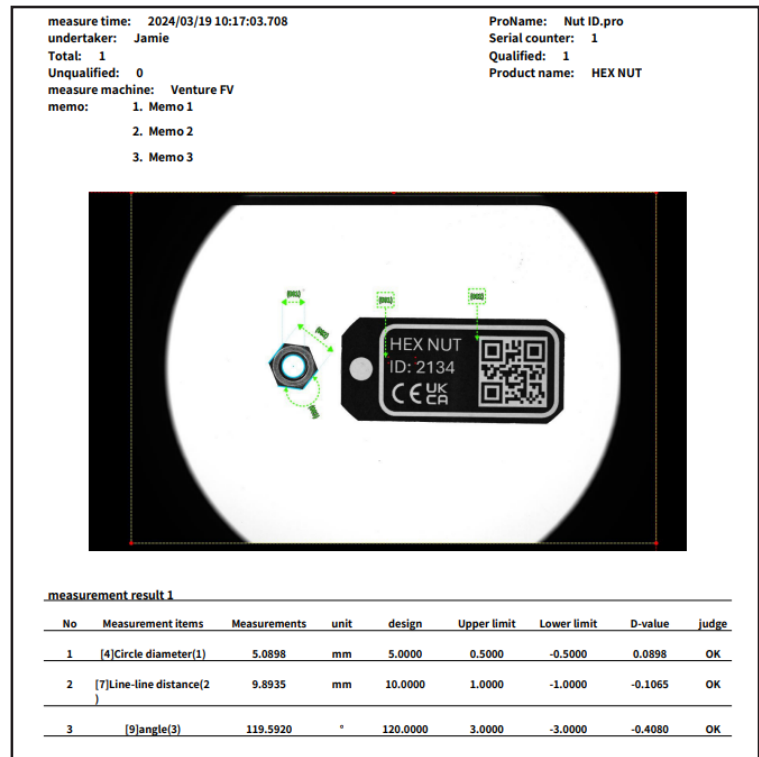 measure time: 2024/03/19 10:17:03.708 ProName: Nut ID.pro
undertaker: Jamie Serial counter: 1
Total: 1 Qualified: 1
Unqualified: 0 Product name: HEX NUT
measure machine: Venture FV
memo: 1. Memo 1
2. Memo 2
3. Memo 3
HEX NUT
ID: 2134
CE UK
CA
measurement result 1
No Measurement items Measurements unit design Upper limit Lower limit D-value judge
1 [4]Circle diameter(1) 5.0898 mm 5.0000 0.5000 -0.5000 0.0898 OK
2 [7]Line-line distance(2 9.8935 mm 10.0000 1.0000 -1.0000 -0.1065 OK
)
3 [9]angle(3) 119.5920 ° 120.0000 3.0000 -3.0000 -0.4080 OK